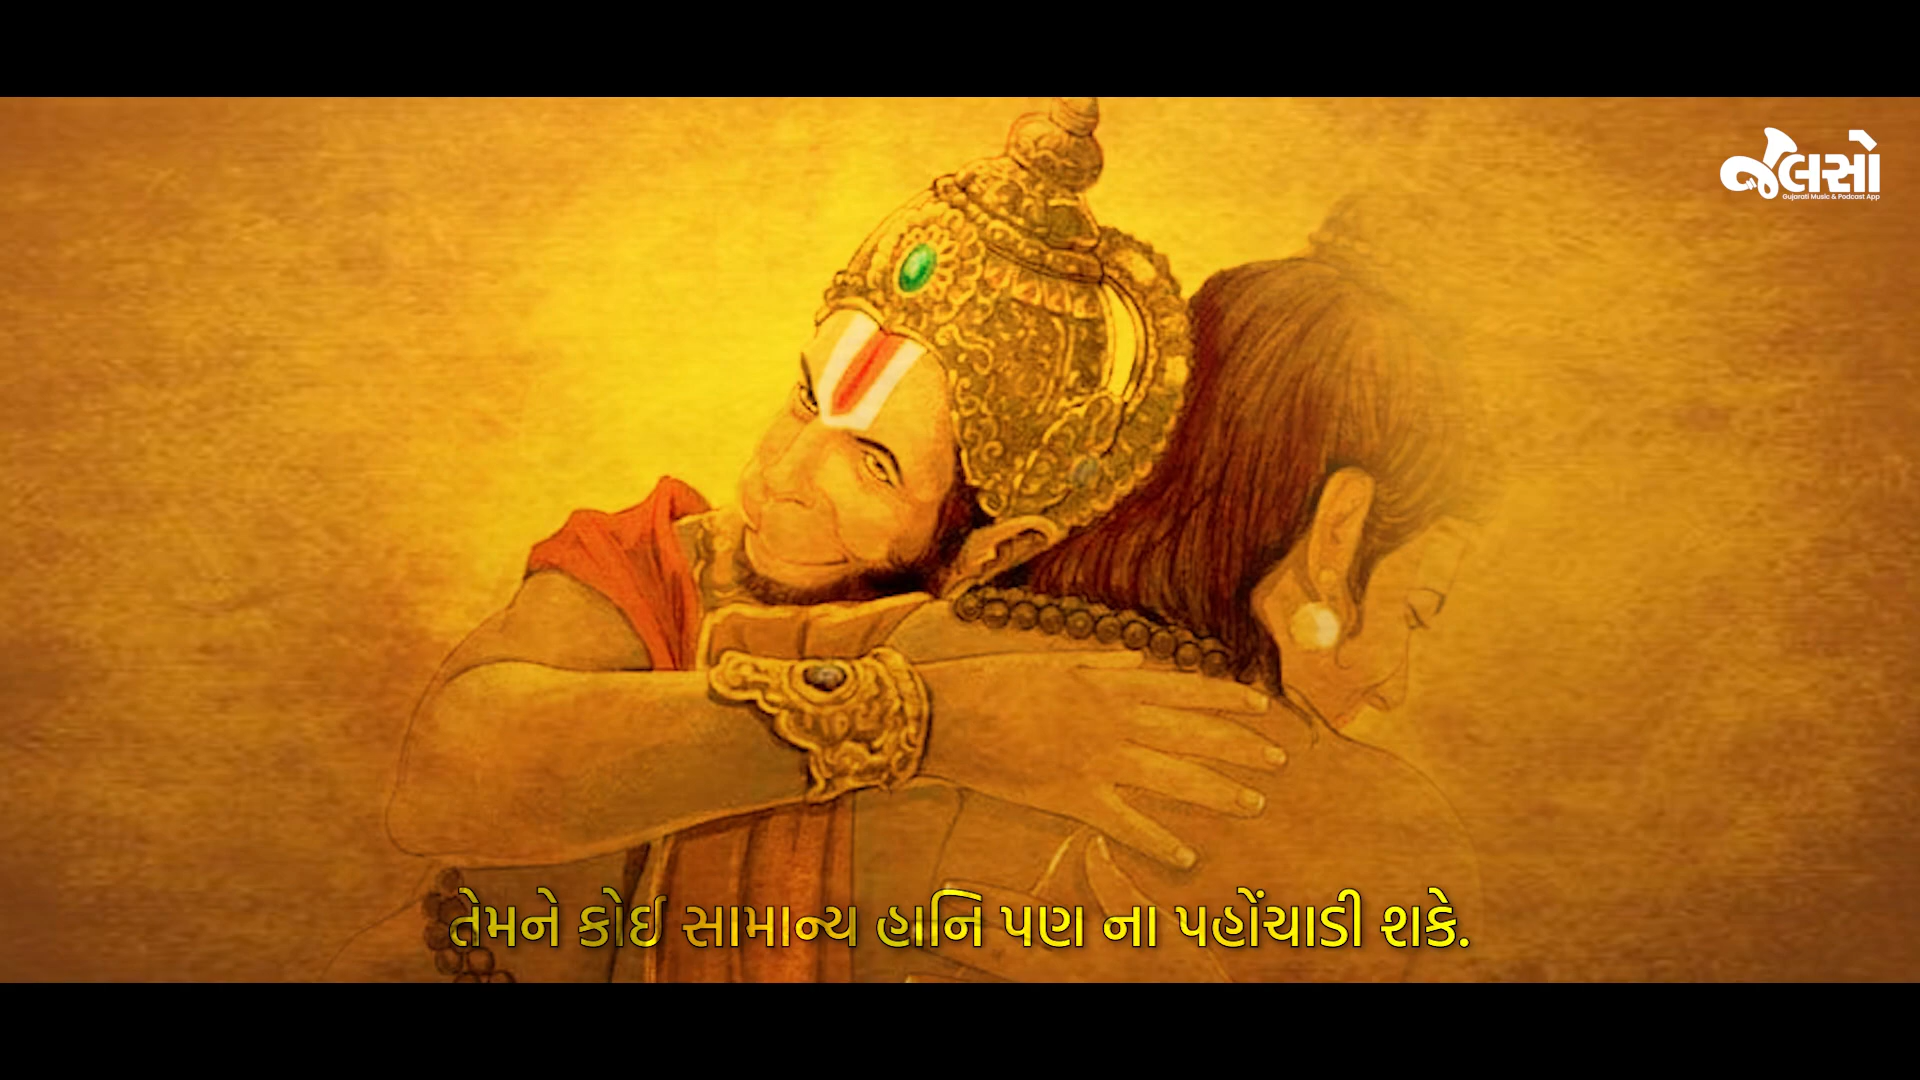 જલસો
Gujarati Music & Podcast App
તેમને કોઈ સામાન્ય હાનિ પણ ના પહોંચાડી શકે.